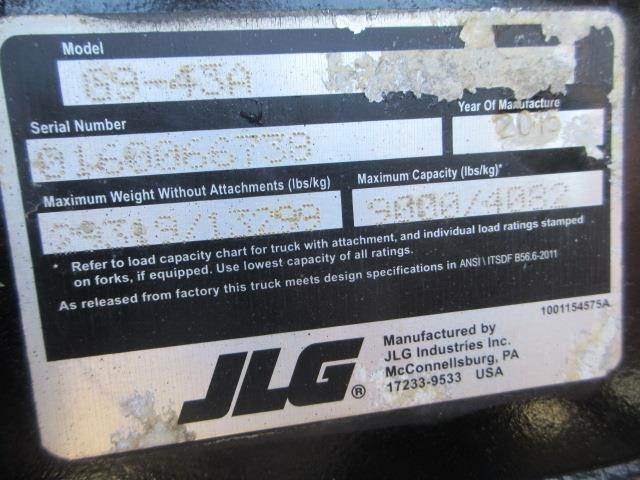 Model
G9-43A
Serial Number
Year Of Manufacture
0160066738
Maximum Weight Without Attachments (lbs/kg)
Maximum Capacity (lbs/kg)*
9000/4082
* Refer to load capacity chart for truck with attachment, and individual load ratings stamped
on forks, if equipped. Use lowest capacity of all ratings.
As released from factory this truck meets design specifications in ANSI \ ITSDF B56.6-2011
1001154575A
JLG ®
Manufactured by
JLG Industries Inc.
McConnellsburg, PA
17233-9533 USA